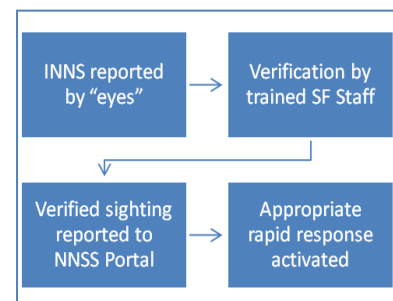 INNS reported
by “eyes”
Verification by
trained SF Staff
Verified sighting
reported to
NNSS Portal
Appropriate
rapid response
activated